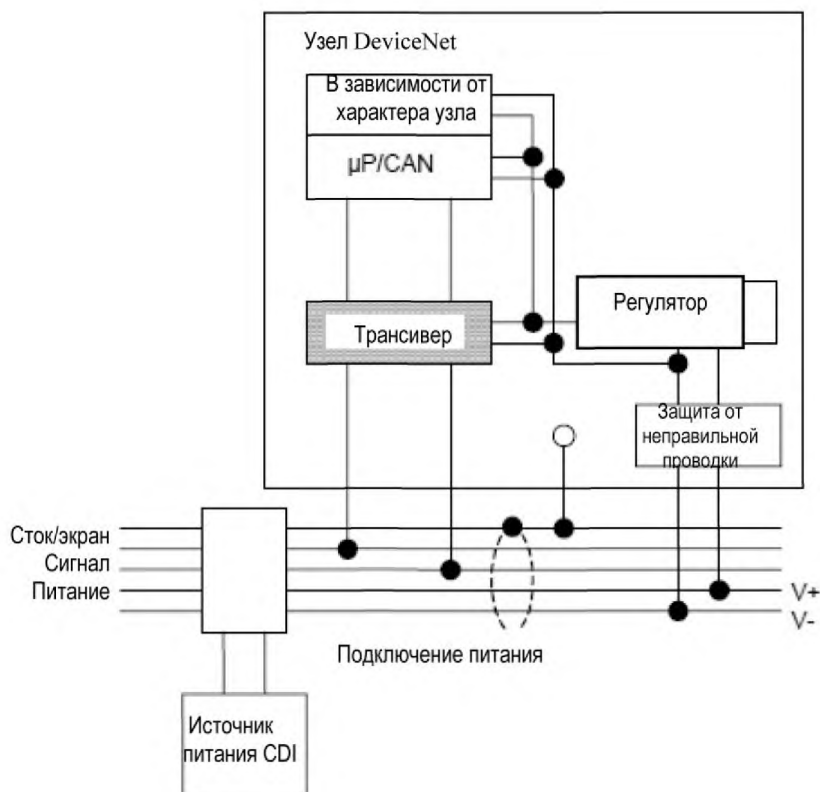 Узел DeviceNet
В зависимости от
характера узла
µP/CAN
Регулятор
Трансивер
Защита от
неправильной
проводки
Сток/экран
Сигнал
Питание
V+
V-
Подключение питания
Источник
питания CDI